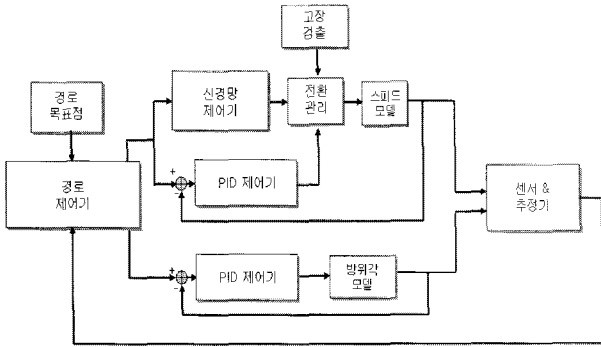 고장
검출
경로
목표점
신경망
제어기
전환
관리
스피드
모델
경로
제어기
+
-
PID 제어기
센서 &
추정기
+
-
PID 제어기
방위각
모델